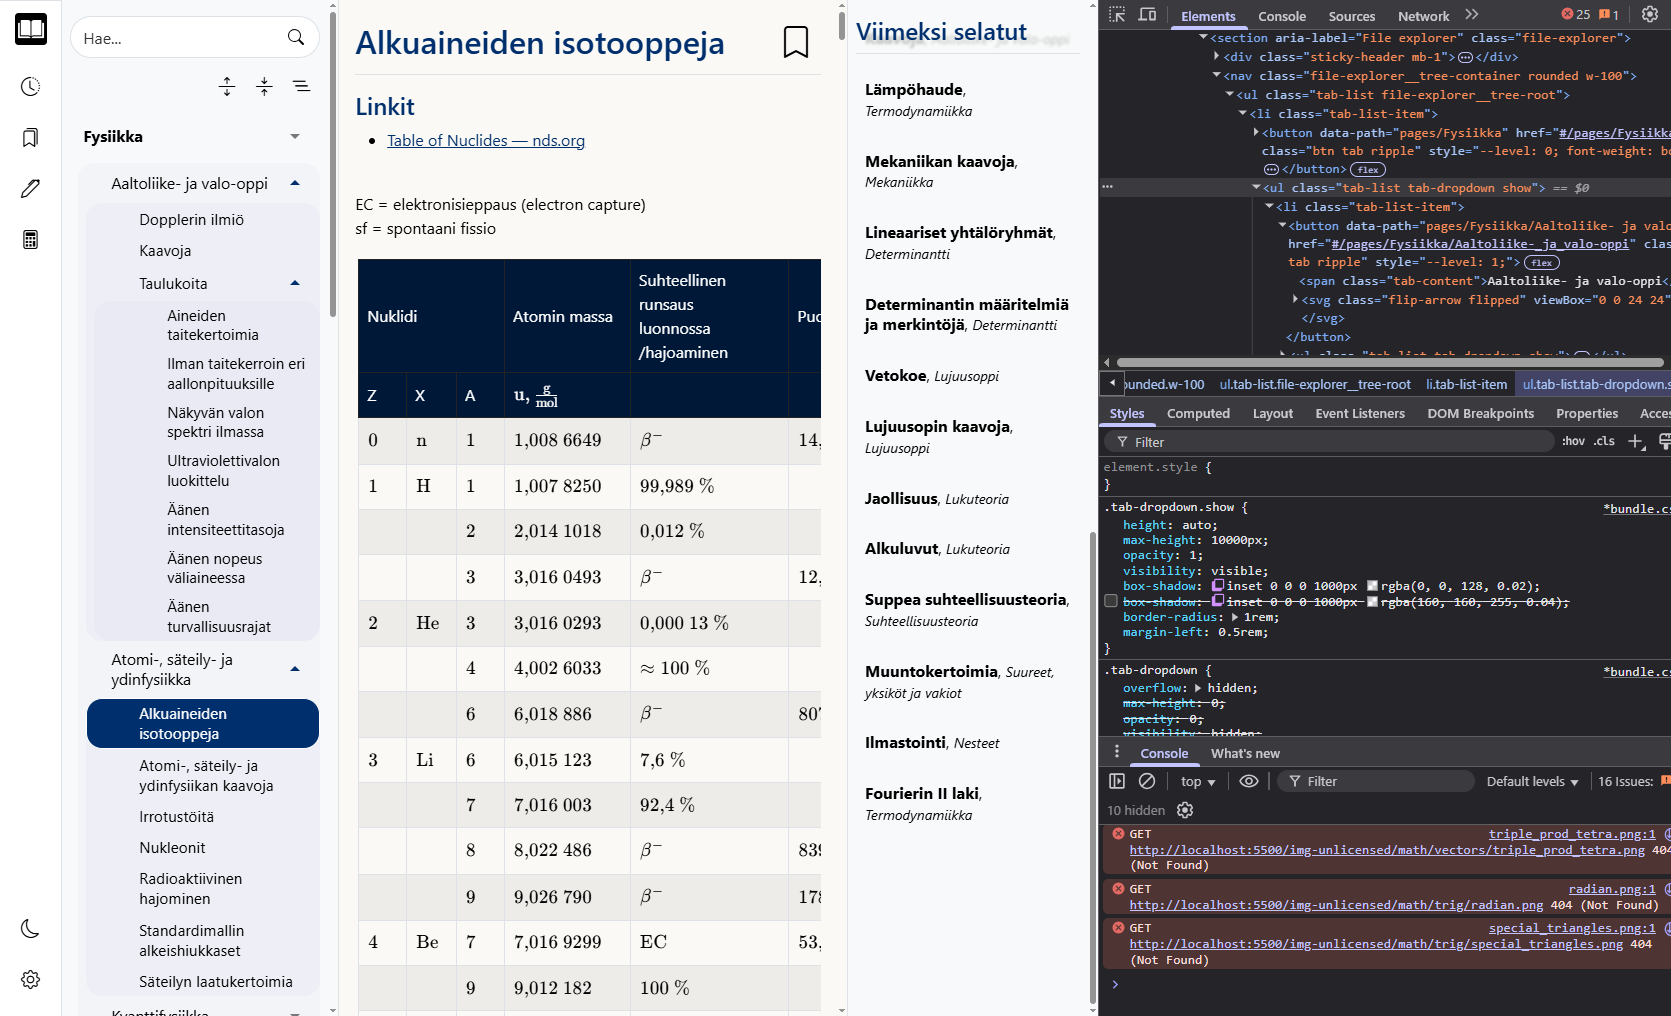 Hae...
Fysiikka
Aaltoliike- ja valo-oppi
Dopplerin ilmiö
Kaavoja
Taulukoita
Aineiden
taitekertoimia
Ilman taitekerroin eri
aallonpituuksille
Näkyvän valon
spektri ilmassa
Ultraviolettivalon
luokittelu
Äänen
intensiteettitasoja
Äänen nopeus
väliaineessa
Äänen
turvallisuusrajat
Atomi-, säteily- ja
ydinfysiikka
Alkuaineiden
isotooppeja
Atomi-, säteily- ja
ydinfysiikan kaavoja
Irrotustöitä
Nukleonit
Radioaktiivinen
hajominen
Standardimallin
alkeishiukkaset
Säteilyn laatukertoimia
Kvanttifysiikka
Alkuaineiden isotooppeja
Linkit
Table of Nuclides — nds.org
EC = elektronisieppaus (electron capture)
sf = spontaani fissio
Nuklidi Atomin massa Suhteellinen runsaus luonnossa /hajoaminen Puo
Z X A u, g/mol
0 n 1 1,008 6649 β⁻ 14,
1 H 1 1,007 8250 99,989 %
2 2,014 1018 0,012 %
3 3,016 0493 β⁻ 12,
2 He 3 3,016 0293 0,000 13 %
4 4,002 6033 ≈ 100 %
6 6,018 886 β⁻ 807
3 Li 6 6,015 123 7,6 %
7 7,016 003 92,4 %
8 8,022 486 β⁻ 839
9 9,026 790 β⁻ 178
4 Be 7 7,016 9299 EC 53,
9 9,012 182 100 %
Viimeksi selatut
Lämpöhaude,
Termodynamiikka
Mekaniikan kaavoja,
Mekaniikka
Lineaariset yhtälöryhmät,
Determinantti
Determinantin määritelmiä
ja merkintöjä, Determinantti
Vetokoe, Lujuusoppi
Lujuusopin kaavoja,
Lujuusoppi
Jaollisuus, Lukuteoria
Alkuluvut, Lukuteoria
Suppea suhteellisuusteoria,
Suhteellisuusteoria
Muuntokertoimia, Suureet,
yksiköt ja vakiot
Ilmastointi, Nesteet
Fourierin II laki,
Termodynamiikka
Elements Console Sources Network 25 1
<section aria-label="File explorer" class="file-explorer">
<div class="sticky-header mb-1"> </div>
<nav class="file-explorer__tree-container rounded w-100">
<ul class="tab-list file-explorer__tree-root">
<li class="tab-list-item">
<button data-path="pages/Fysiikka" href="#/pages/Fysiikka
class="btn tab ripple" style="--level: 0; font-weight: bo
</button> flex
<ul class="tab-list tab-dropdown show"> == $0
<li class="tab-list-item">
<button data-path="pages/Fysiikka/Aaltoliike- ja valo
href="#/pages/Fysiikka/Aaltoliike-_ja_valo-oppi" clas
tab ripple" style="--level: 1;"> flex
<span class="tab-content">Aaltoliike- ja valo-oppi<
<svg class="flip-arrow flipped" viewBox="0 0 24 24"
</svg>
</button>
<ul class="tab-list tab-dropdown show"> </ul>
ounded.w-100 ul.tab-list.file-explorer__tree-root li.tab-list-item ul.tab-list.tab-dropdown.s
Styles Computed Layout Event Listeners DOM Breakpoints Properties Acces
Filter :hov .cls
element.style {
}
.tab-dropdown.show { *bundle.cs
height: auto;
max-height: 10000px;
opacity: 1;
visibility: visible;
box-shadow: inset 0 0 0 1000px rgba(0, 0, 128, 0.02);
box-shadow: inset 0 0 0 1000px rgba(160, 160, 255, 0.04);
border-radius: 1rem;
margin-left: 0.5rem;
}
.tab-dropdown { *bundle.cs
overflow: hidden;
max-height: 0;
opacity: 0;
visibility: hidden;
Console What's new
top Filter Default levels 16 Issues:
10 hidden
GET triple_prod_tetra.png:1
http://localhost:5500/img-unlicensed/math/vectors/triple_prod_tetra.png 404
(Not Found)
GET radian.png:1
http://localhost:5500/img-unlicensed/math/trig/radian.png 404 (Not Found)
GET special_triangles.png:1
http://localhost:5500/img-unlicensed/math/trig/special_triangles.png 404
(Not Found)